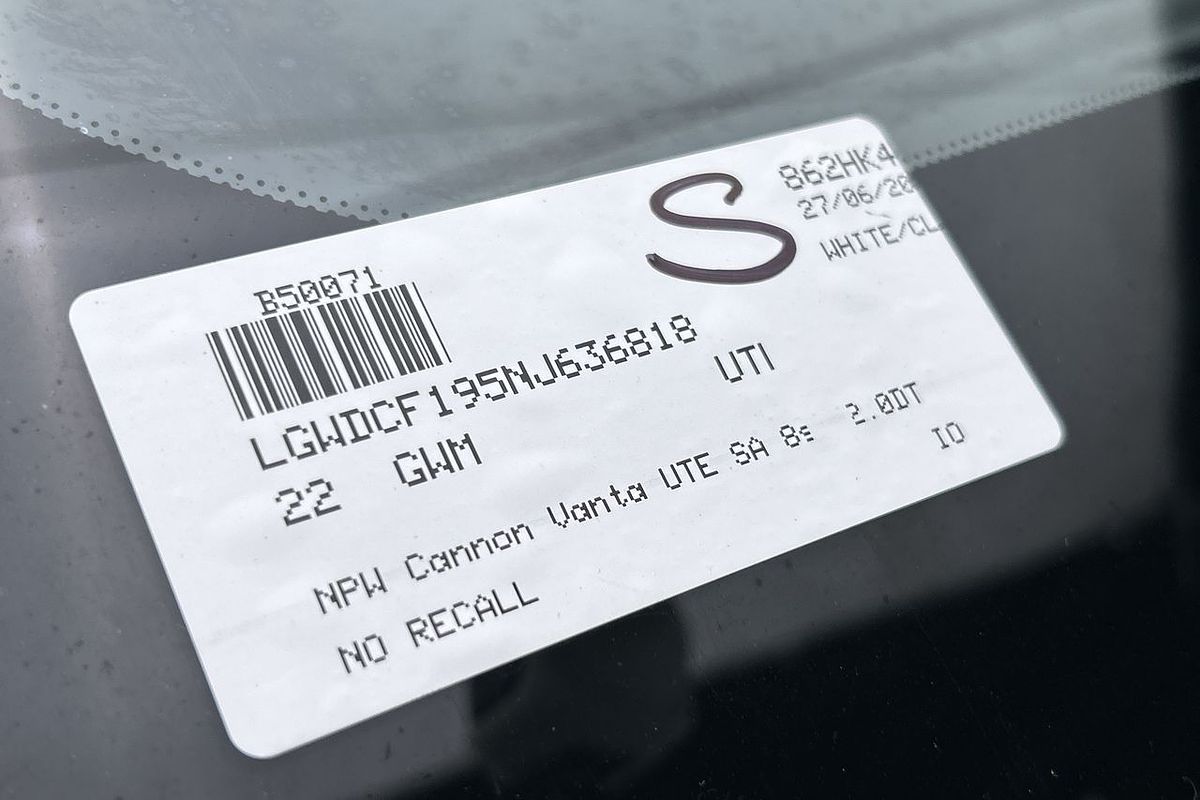 S
862HK4
27/06/20
WHITE/CL
B50071
LGWDCF195NJ636818
22 GWM UTI
NPW Cannon Vanta UTE SA 8s 2.0DT
NO RECALL IO